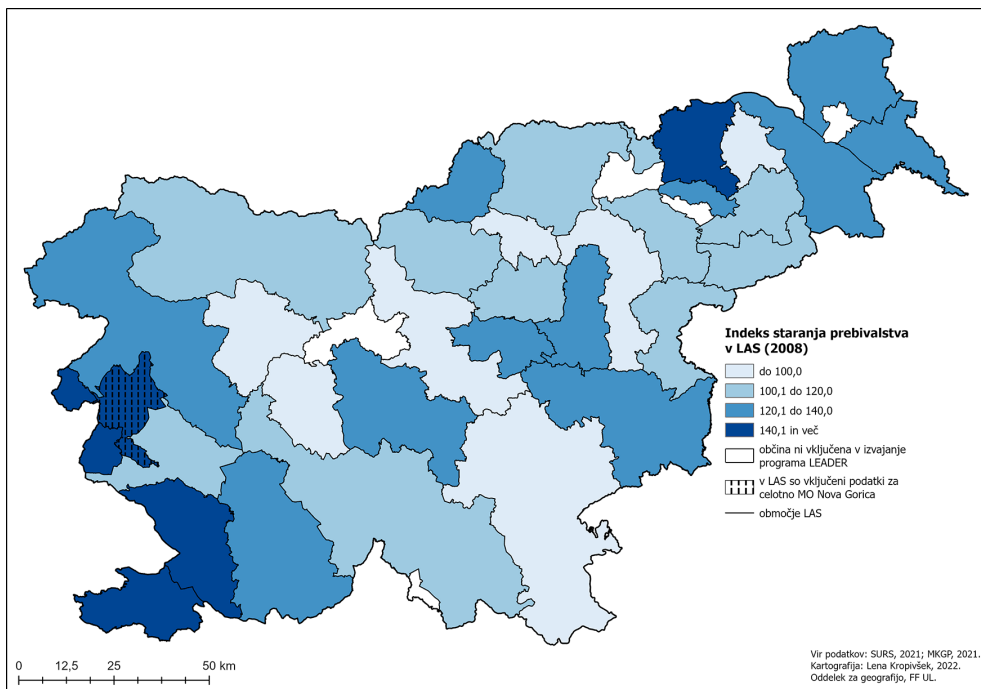 Indeks staranja prebivalstva
v LAS (2008)
do 100,0
100,1 do 120,0
120,1 do 140,0
140,1 in več
občina ni vključena v izvajanje
programa LEADER
v LAS so vključeni podatki za
celotno MO Nova Gorica
območje LAS
0 12,5 25 50 km
Vir podatkov: SURS, 2021; MKGP, 2021.
Kartografija: Lena Kropivšek, 2022.
Oddelek za geografijo, FF UL.